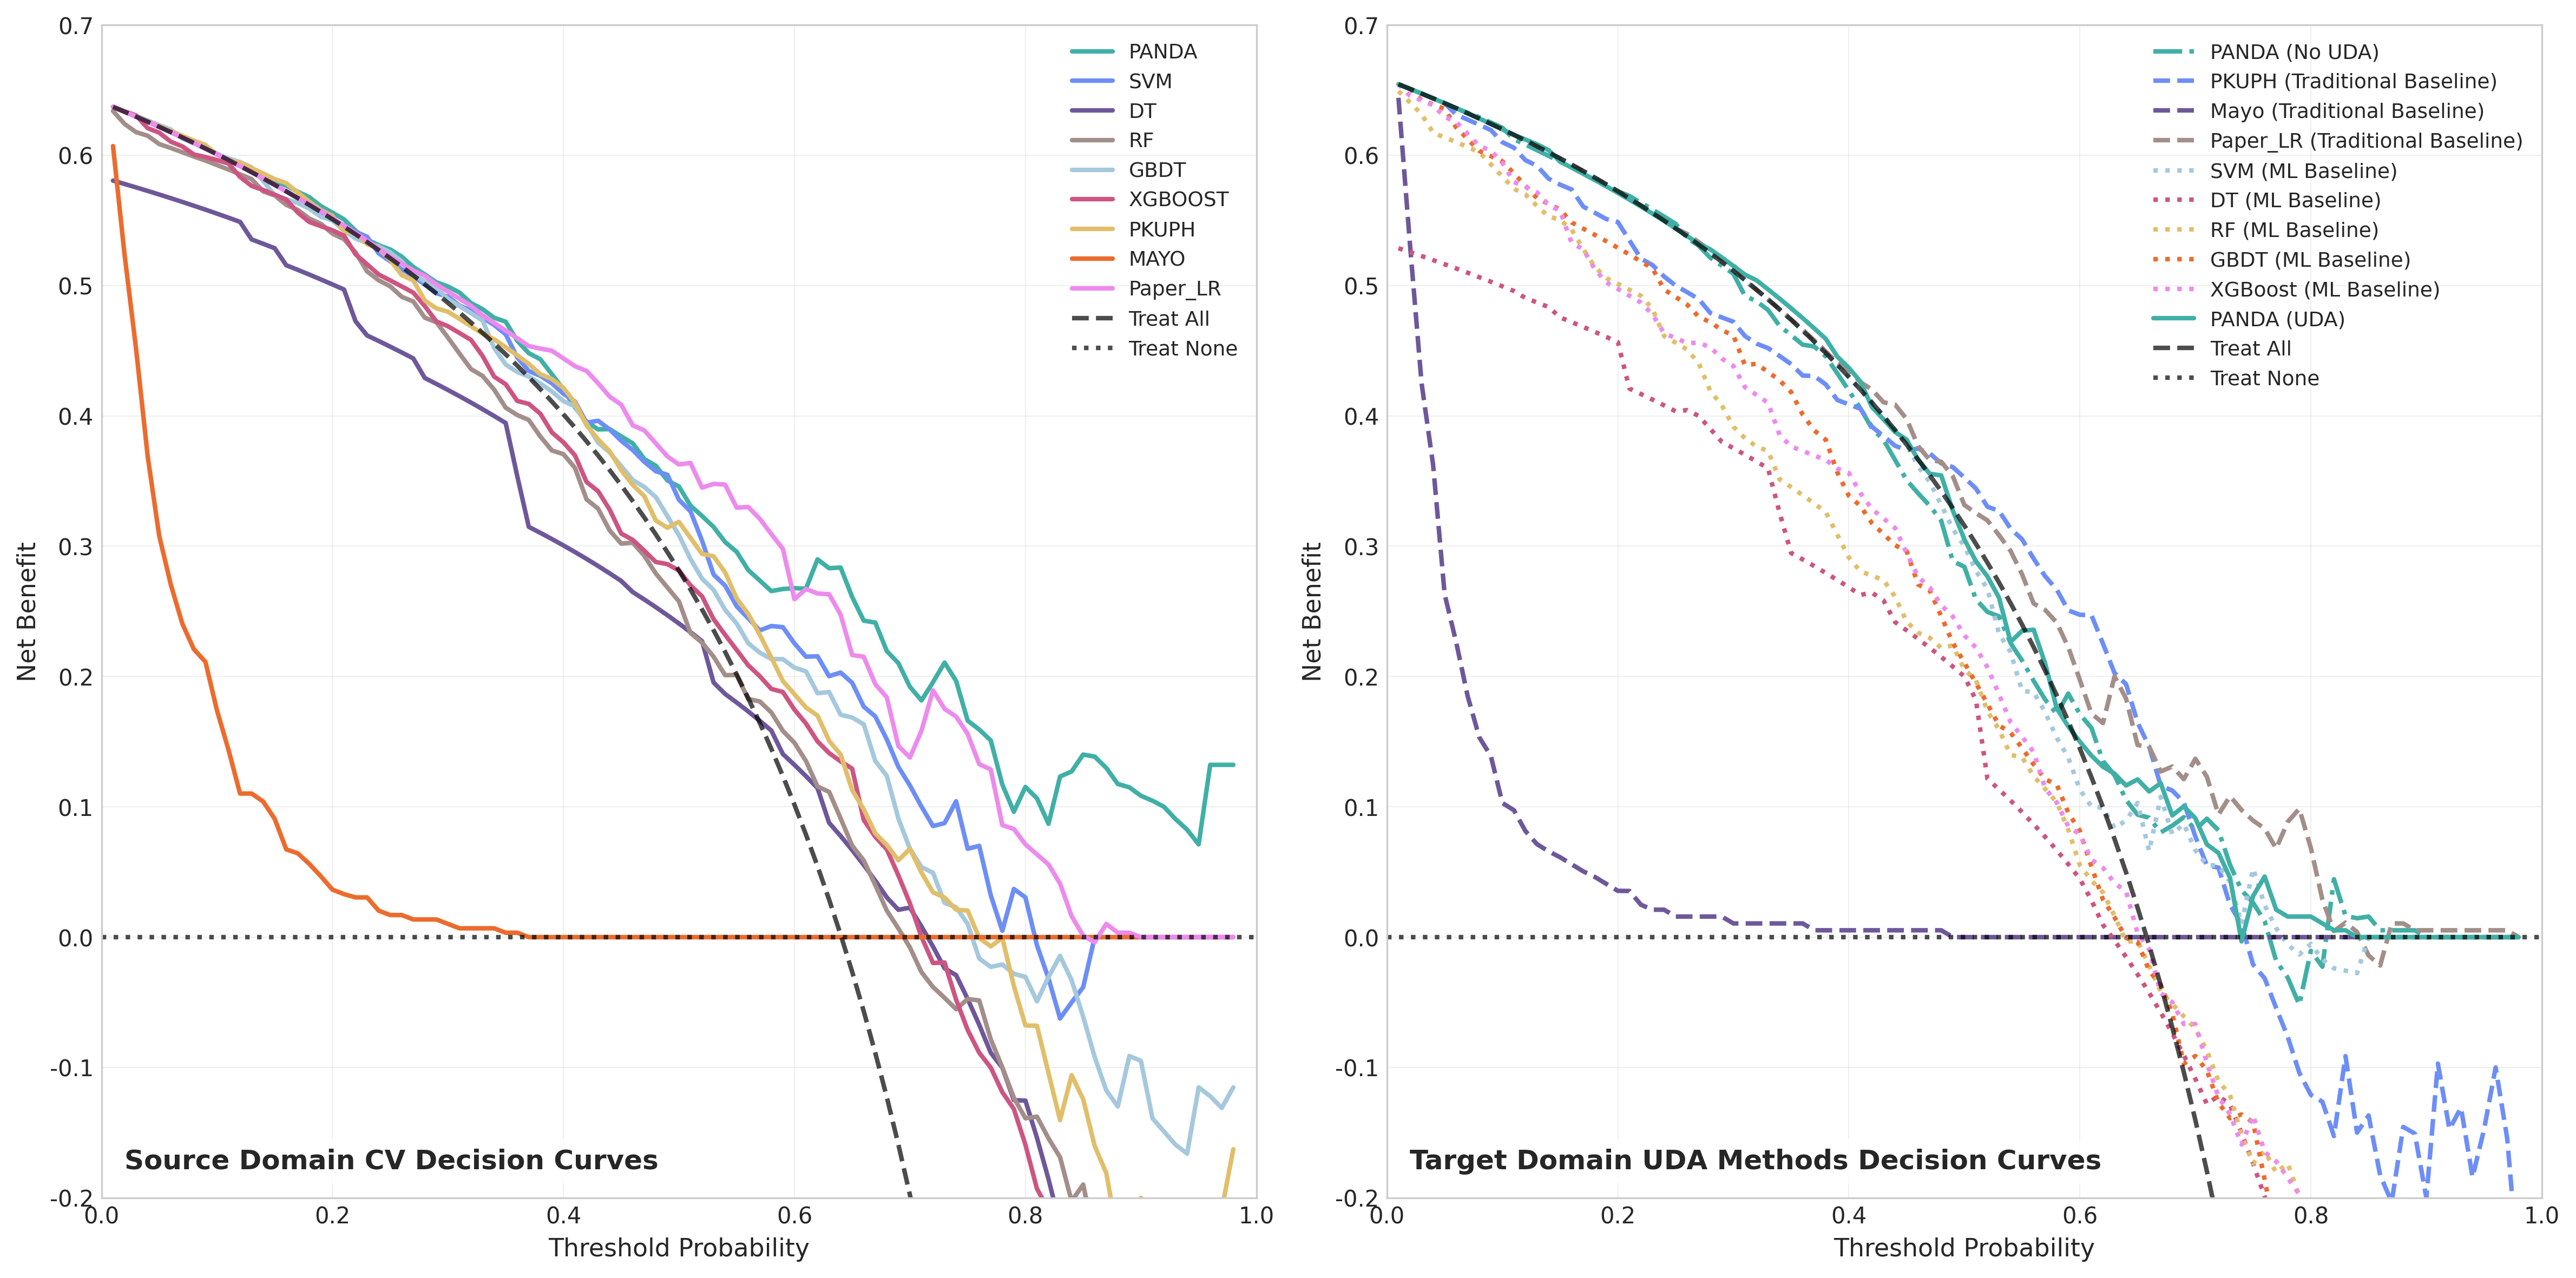 0.7
0.6
0.5
0.4
0.3
0.2
0.1
0.0
-0.1
-0.2
Net Benefit
PANDA
SVM
DT
RF
GBDT
XGBOOST
PKUPH
MAYO
Paper_LR
Treat All
Treat None
Source Domain CV Decision Curves
0.0 0.2 0.4 0.6 0.8 1.0
Threshold Probability
0.7
0.6
0.5
0.4
0.3
0.2
0.1
0.0
-0.1
-0.2
Net Benefit
PANDA (No UDA)
PKUPH (Traditional Baseline)
Mayo (Traditional Baseline)
Paper_LR (Traditional Baseline)
SVM (ML Baseline)
DT (ML Baseline)
RF (ML Baseline)
GBDT (ML Baseline)
XGBoost (ML Baseline)
PANDA (UDA)
Treat All
Treat None
Target Domain UDA Methods Decision Curves
0.0 0.2 0.4 0.6 0.8 1.0
Threshold Probability